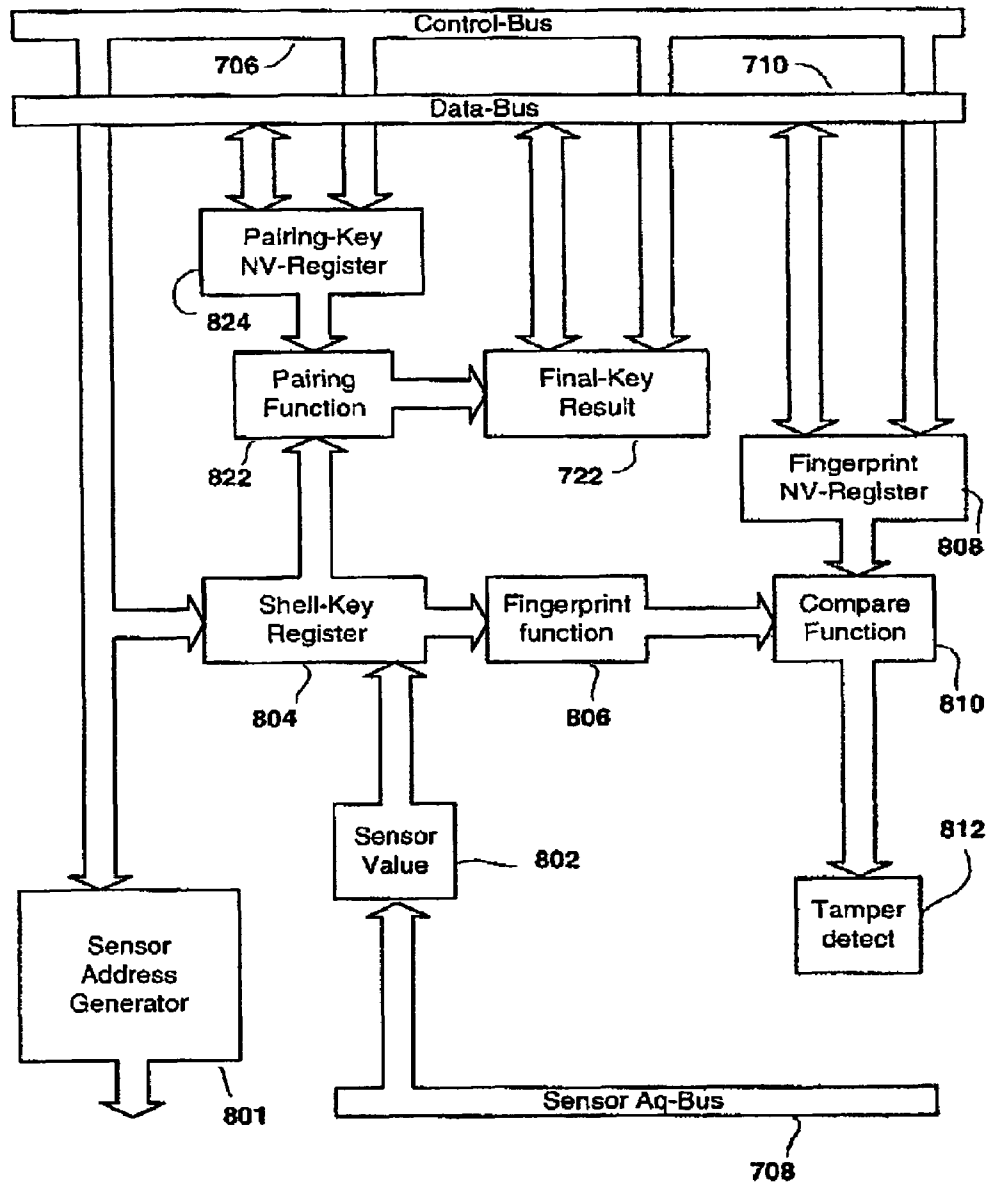 Control-Bus
706
710
Data-Bus
Pairing-Key
NV-Register
824
Pairing
Function
822
Final-Key
Result
722
Fingerprint
NV-Register
808
Shell-Key
Register
804
Fingerprint
function
806
Compare
Function
810
Sensor
Value
802
812
Tamper
detect
Sensor
Address
Generator
801
Sensor Aq-Bus
708